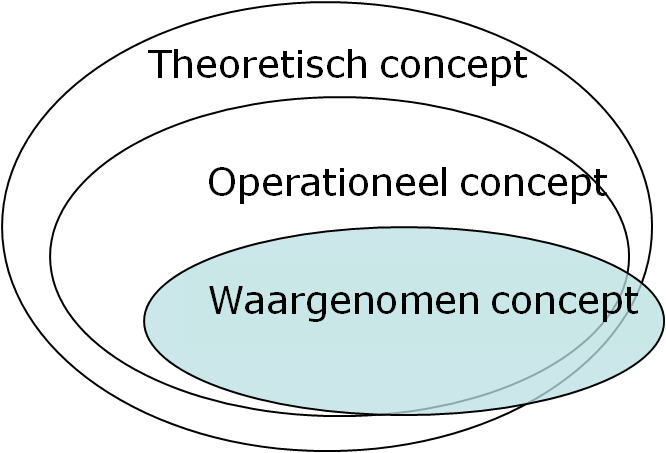 Theoretisch concept
Operationeel concept
Waargenomen concept